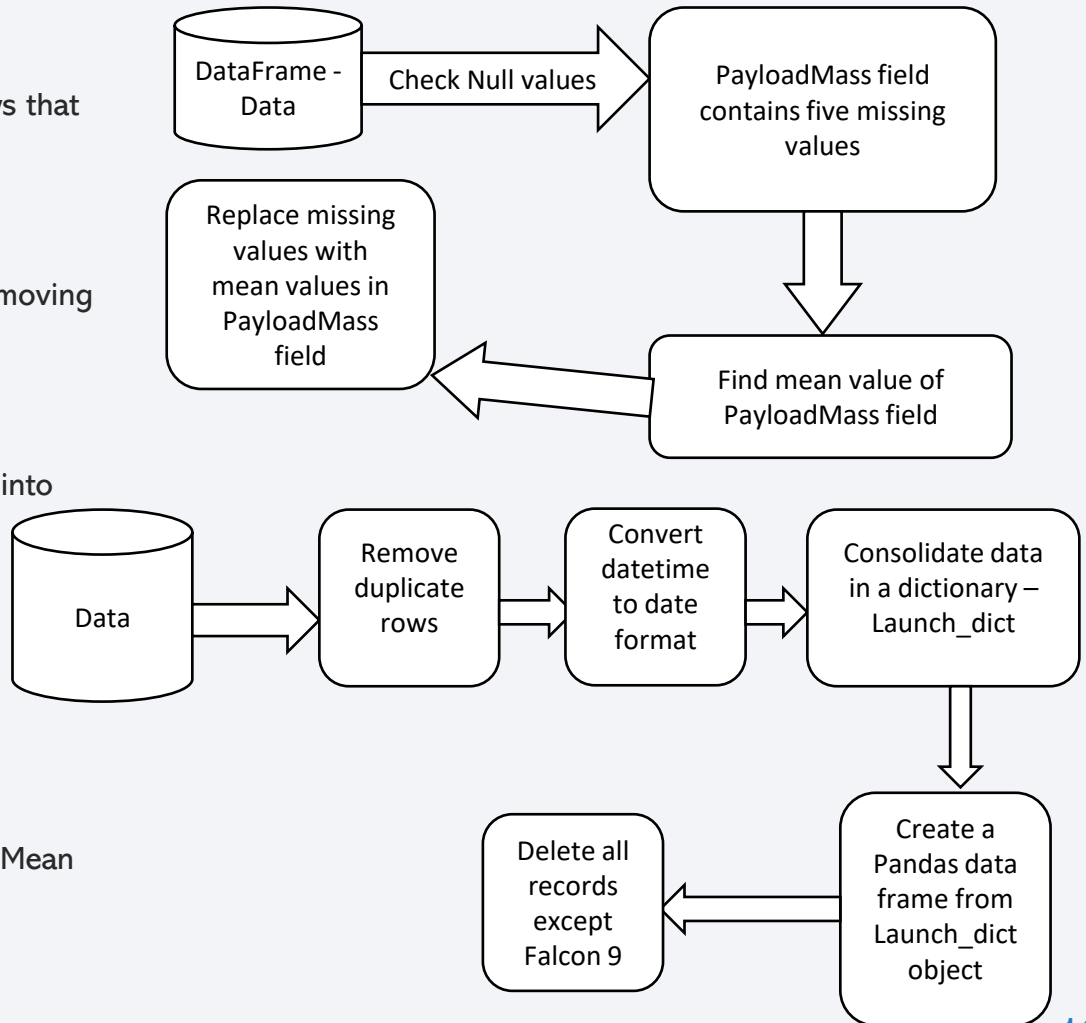 DataFrame -
Data
Check Null values
PayloadMass field
contains five missing
values
that
Replace missing
values with
mean values in
PayloadMass
field
Find mean value of
PayloadMass field
into
Data
Remove
duplicate
rows
Convert
datetime
to date
format
Consolidate data
in a dictionary –
Launch_dict
Mean
Delete all
records
except
Falcon 9
Create a
Pandas data
frame from
Launch_dict
object